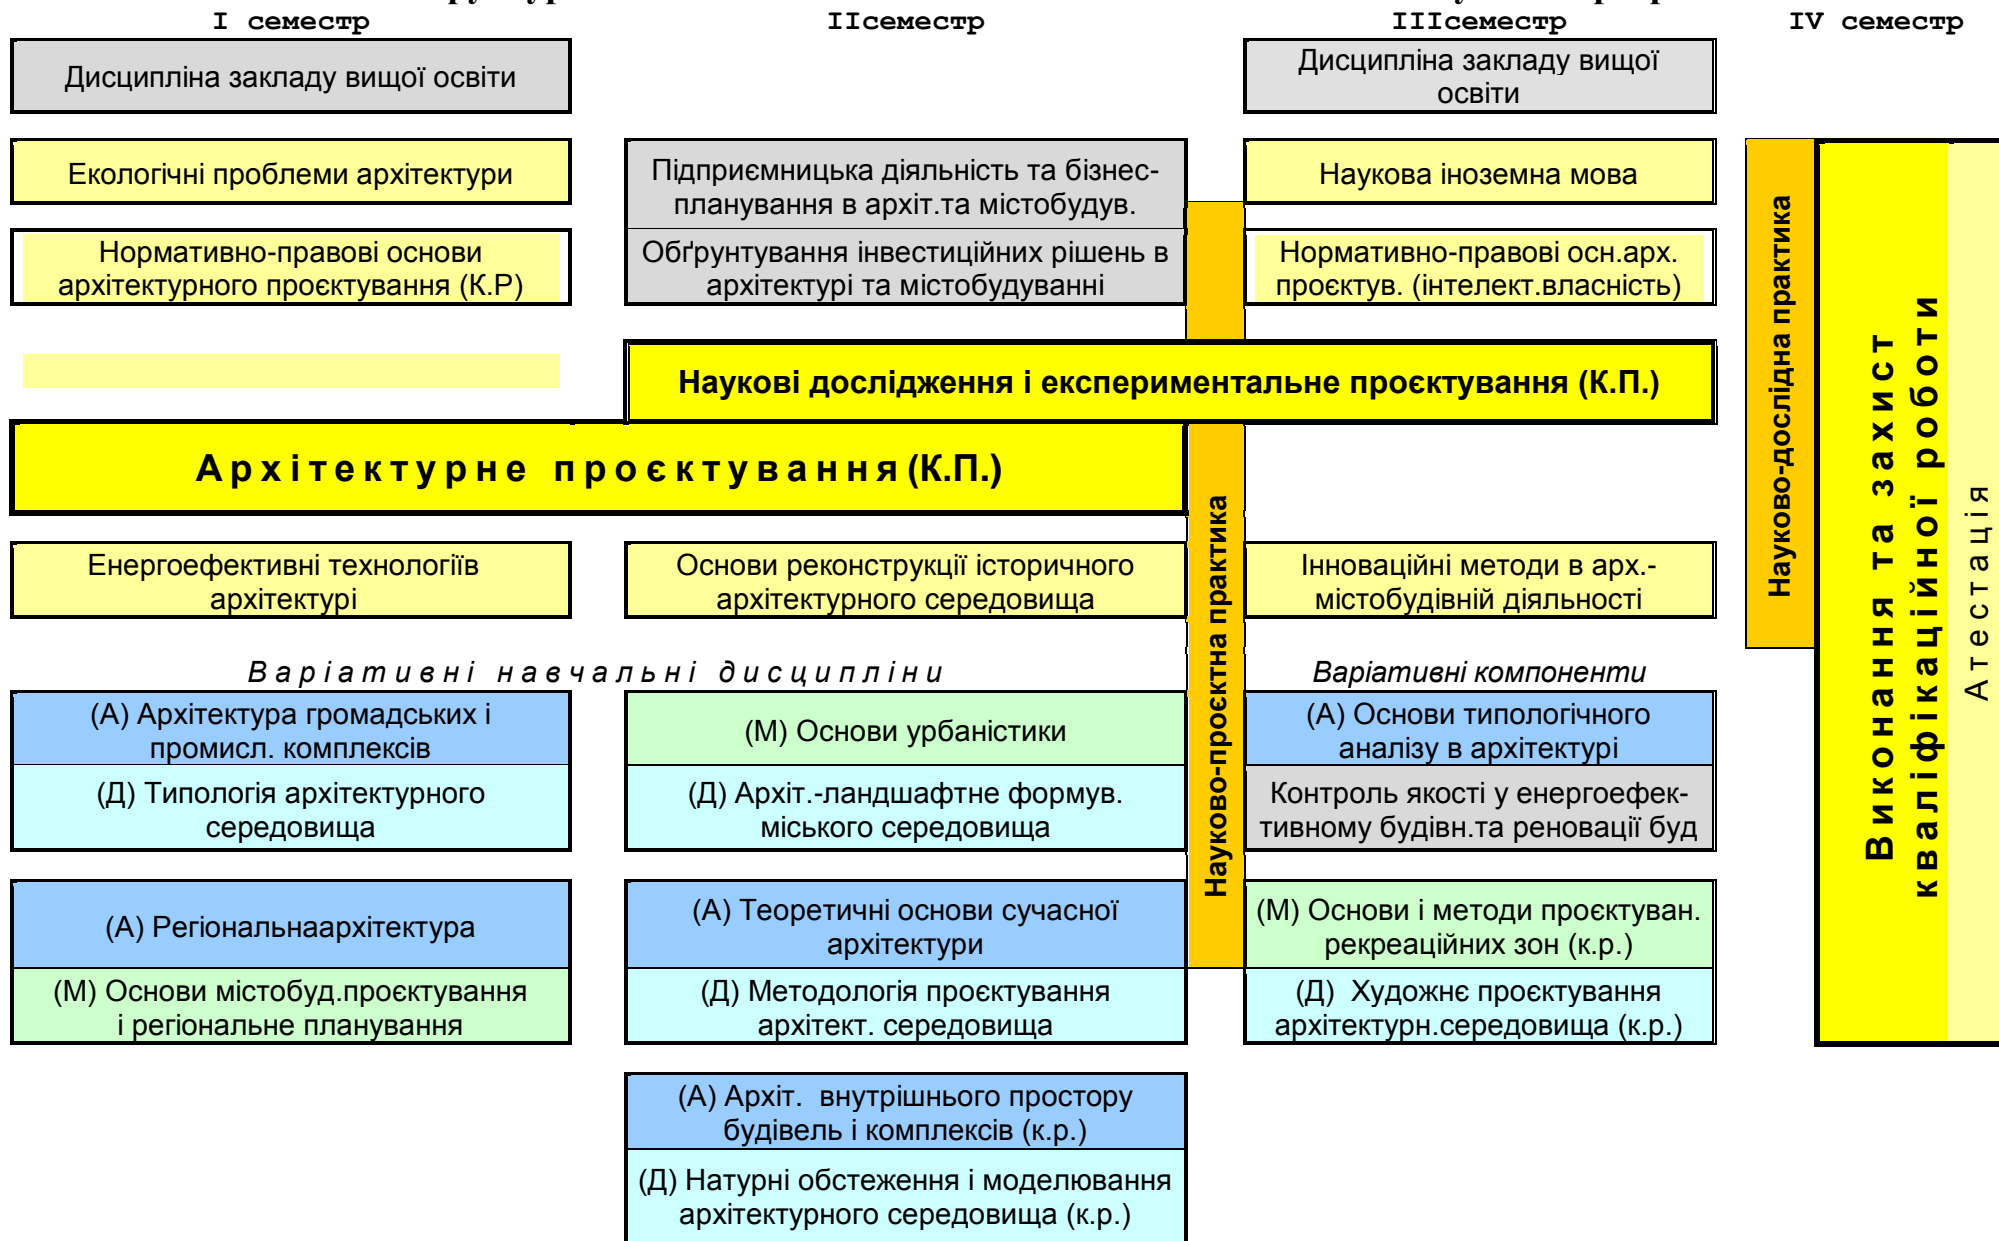 I семестр
IIсеместр
IIIсеместр
IV семестр
Дисципліна закладу вищої освіти
Дисципліна закладу вищої
освіти
Екологічні проблеми архітектури
Підприємницька діяльність та бізнес-
планування в архіт.та містобудув.
Наукова іноземна мова
Нормативно-правові основи
архітектурного проєктування (К.Р)
Обґрунтування інвестиційних рішень в
архітектурі та містобудуванні
Нормативно-правові осн.арх.
проєктув. (інтелект.власність)
Наукові дослідження і експериментальне проєктування (К.П.)
Архітектурне проєктування (К.П.)
Енергоефективні технологіїв
архітектурі
Основи реконструкції історичного
архітектурного середовища
Інноваційні методи в арх.-
містобудівній діяльності
Варіативні навчальні дисципліни
Варіативні компоненти
(А) Архітектура громадських і
промисл. комплексів
(М) Основи урбаністики
(А) Основи типологічного
аналізу в архітектурі
(Д) Типологія архітектурного
середовища
(Д) Архіт.-ландшафтне формув.
міського середовища
Контроль якості у енергоефек-
тивному будівн.та реновації буд
(А) Регіональнаархітектура
(А) Теоретичні основи сучасної
архітектури
(М) Основи і методи проєктуван.
рекреаційних зон (к.р.)
(М) Основи містобуд.проєктування
і регіональне планування
(Д) Методологія проєктування
архітект. середовища
(Д) Художнє проєктування
архітектурн.середовища (к.р.)
(А) Архіт. внутрішнього простору
будівель і комплексів (к.р.)
(Д) Натурні обстеження і моделювання
архітектурного середовища (к.р.)
Науково-проєктна практика
Науково-дослідна практика
Виконання та захист
кваліфікаційної роботи
Атестація